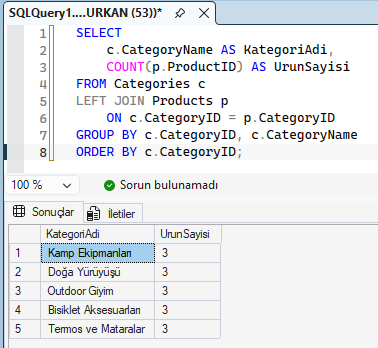 SQLQuery1....URKAN (53))*
1 SELECT
2 c.CategoryName AS KategoriAdi,
3 COUNT(p.ProductID) AS UrunSayisi
4 FROM Categories c
5 LEFT JOIN Products p
6 ON c.CategoryID = p.CategoryID
7 GROUP BY c.CategoryID, c.CategoryName
8 ORDER BY c.CategoryID;
100 % Sorun bulunamadı
Sonuçlar İletiler
KategoriAdi UrunSayisi
1 Kamp Ekipmanları 3
2 Doğa Yürüyüşü 3
3 Outdoor Giyim 3
4 Bisiklet Aksesuarları 3
5 Termos ve Mataralar 3